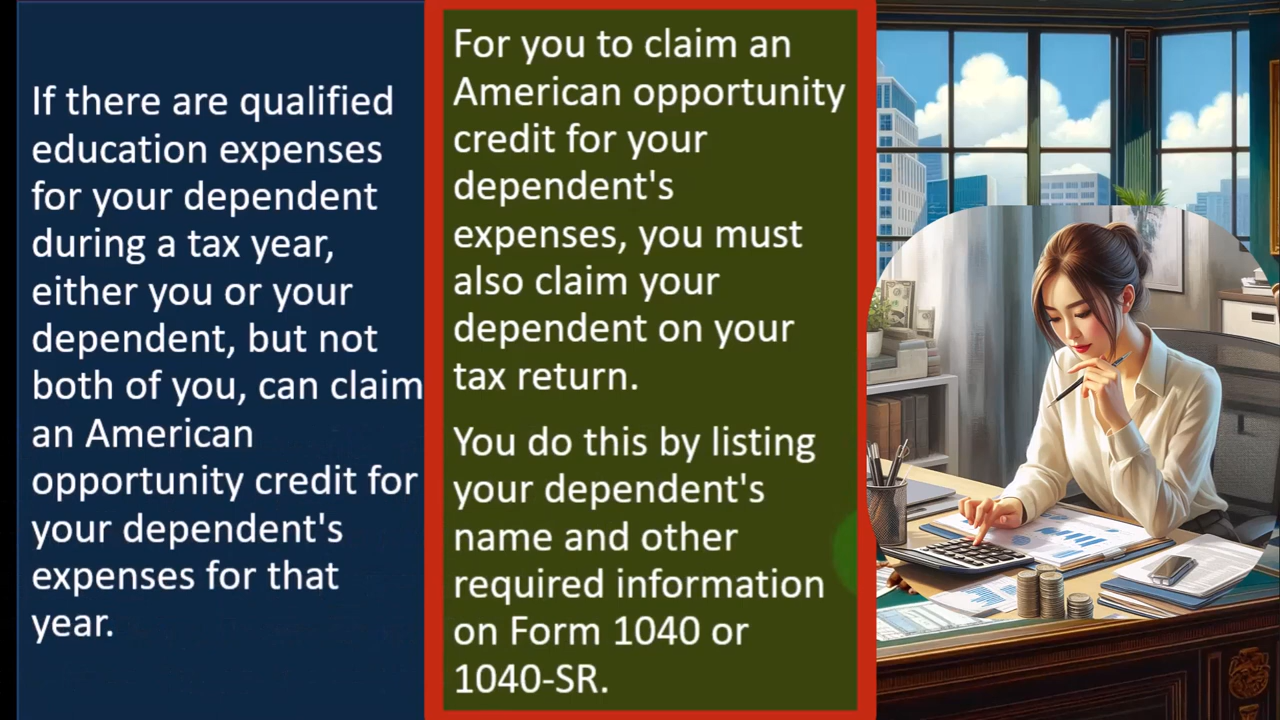 If there are qualified
education expenses
for your dependent
during a tax year,
either you or your
dependent, but not
both of you, can claim
an American
opportunity credit for
your dependent's
expenses for that
year.
For you to claim an
American opportunity
credit for your
dependent's
expenses, you must
also claim your
dependent on your
tax return.
You do this by listing
your dependent's
name and other
required information
on Form 1040 or
1040-SR.